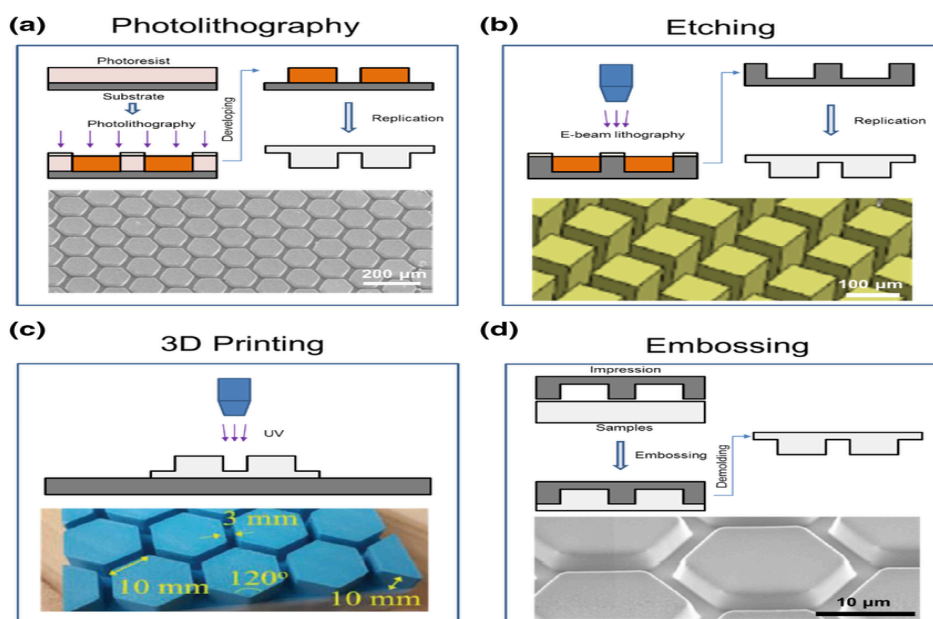 (a)
Photolithography
Photoresist
Substrate
Photolithography
Developing
Replication
200 μm
(b)
Etching
E-beam lithography
Replication
100 μm
(c)
3D Printing
UV
3 mm
10 mm
120°
10 mm
(d)
Embossing
Impression
Samples
Embossing
Demolding
10 μm